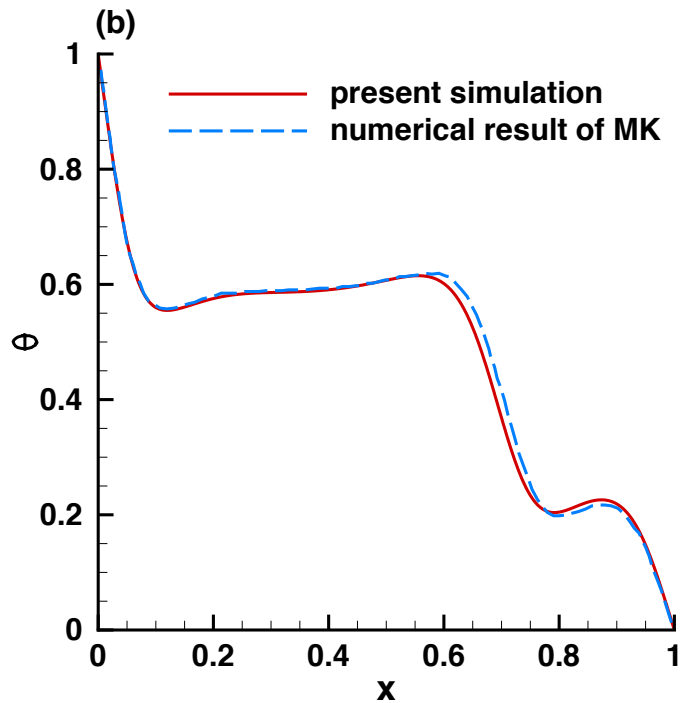 (b)
present simulation
numerical result of MK
1
0.8
0.6
0.4
0.2
0
θ
0 0.2 0.4 0.6 0.8 1
x